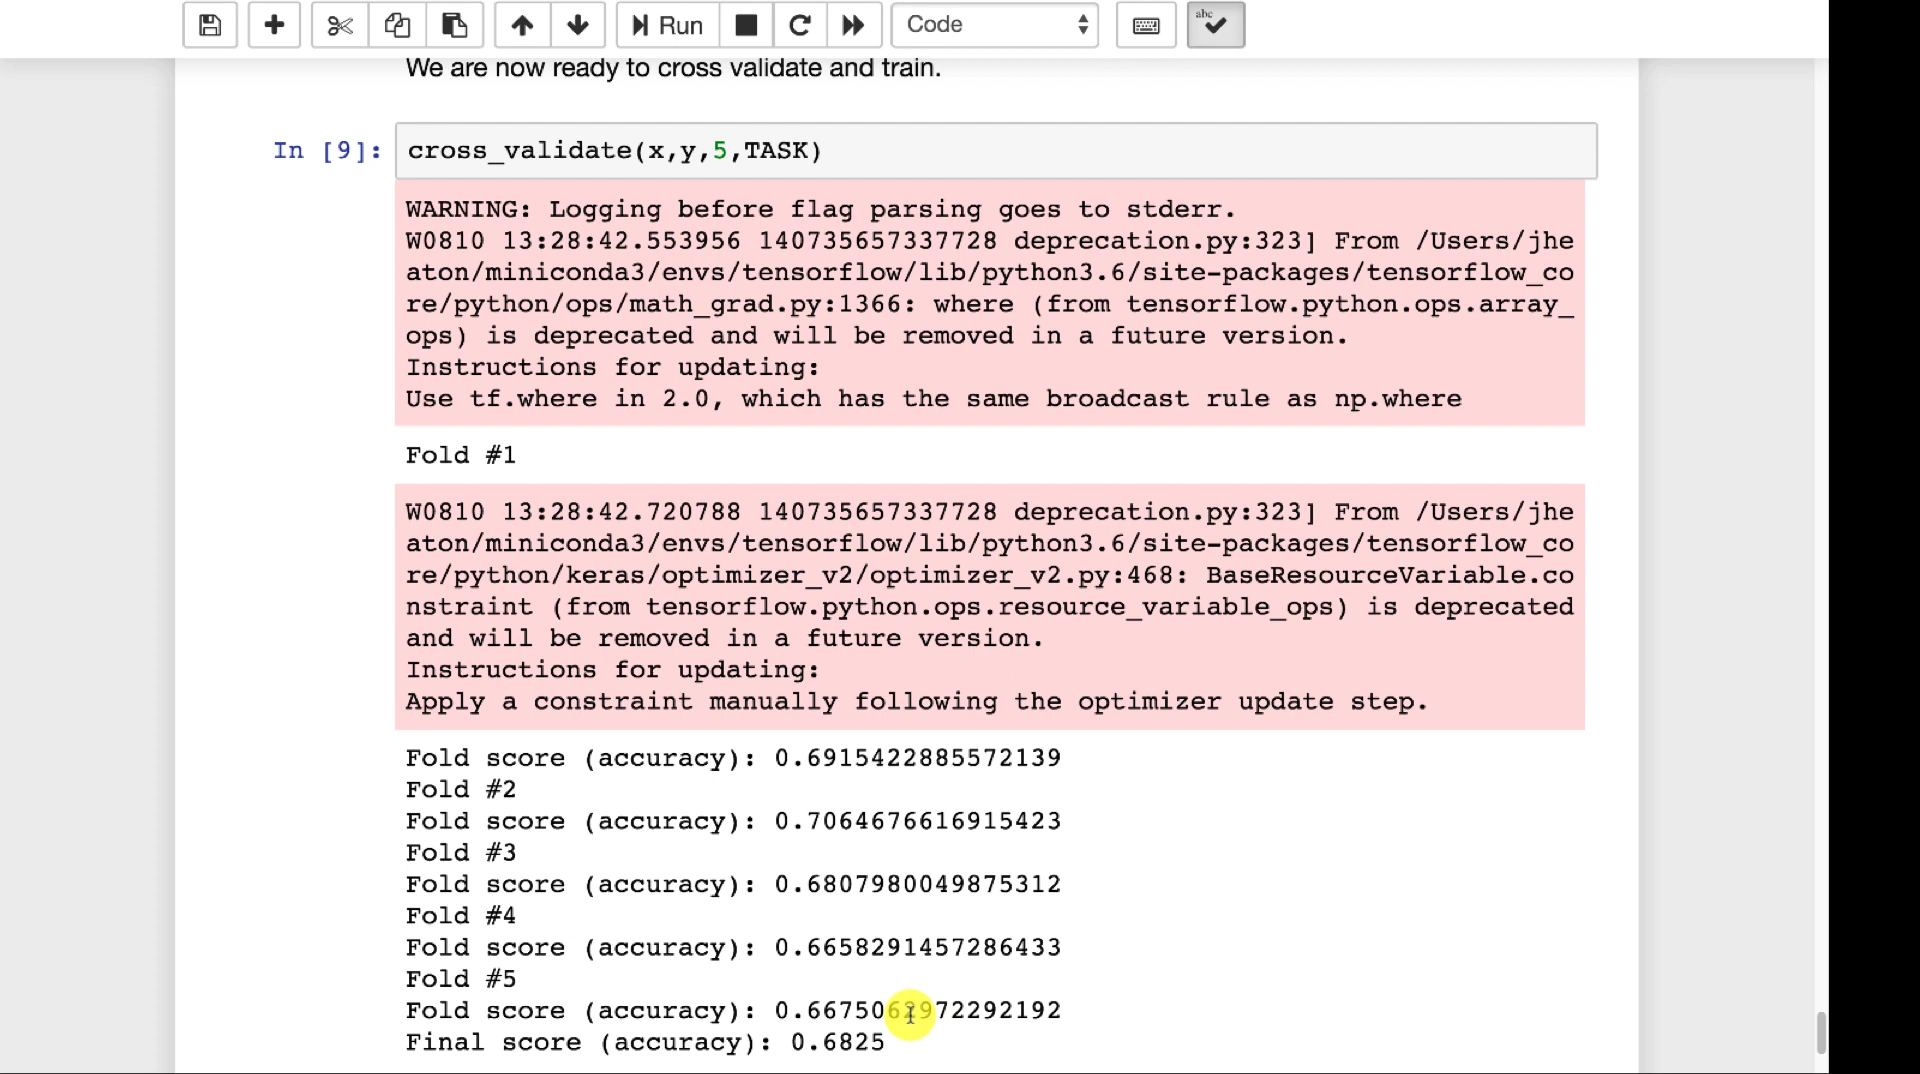 Run
Code
abc
We are now ready to cross validate and train.
In [9]: cross_validate(x,y,5,TASK)
WARNING: Logging before flag parsing goes to stderr.
W0810 13:28:42.553956 140735657337728 deprecation.py:323] From /Users/jhe
aton/miniconda3/envs/tensorflow/lib/python3.6/site-packages/tensorflow_co
re/python/ops/math_grad.py:1366: where (from tensorflow.python.ops.array_
ops) is deprecated and will be removed in a future version.
Instructions for updating:
Use tf.where in 2.0, which has the same broadcast rule as np.where
Fold #1
W0810 13:28:42.720788 140735657337728 deprecation.py:323] From /Users/jhe
aton/miniconda3/envs/tensorflow/lib/python3.6/site-packages/tensorflow_co
re/python/keras/optimizer_v2/optimizer_v2.py:468: BaseResourceVariable.co
nstraint (from tensorflow.python.ops.resource_variable_ops) is deprecated
and will be removed in a future version.
Instructions for updating:
Apply a constraint manually following the optimizer update step.
Fold score (accuracy): 0.6915422885572139
Fold #2
Fold score (accuracy): 0.7064676616915423
Fold #3
Fold score (accuracy): 0.6807980049875312
Fold #4
Fold score (accuracy): 0.6658291457286433
Fold #5
Fold score (accuracy): 0.6675062972292192
Final score (accuracy): 0.6825